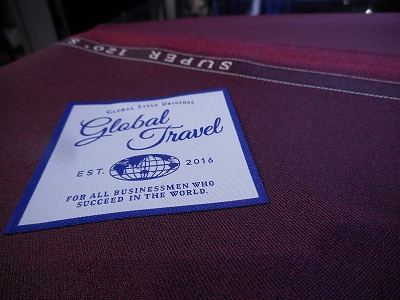 SUPER 120'S
GLOBAL STYLE ORIGINAL
Global
Travel
EST. 2016
FOR ALL BUSINESSMEN WHO
SUCCEED IN THE WORLD.